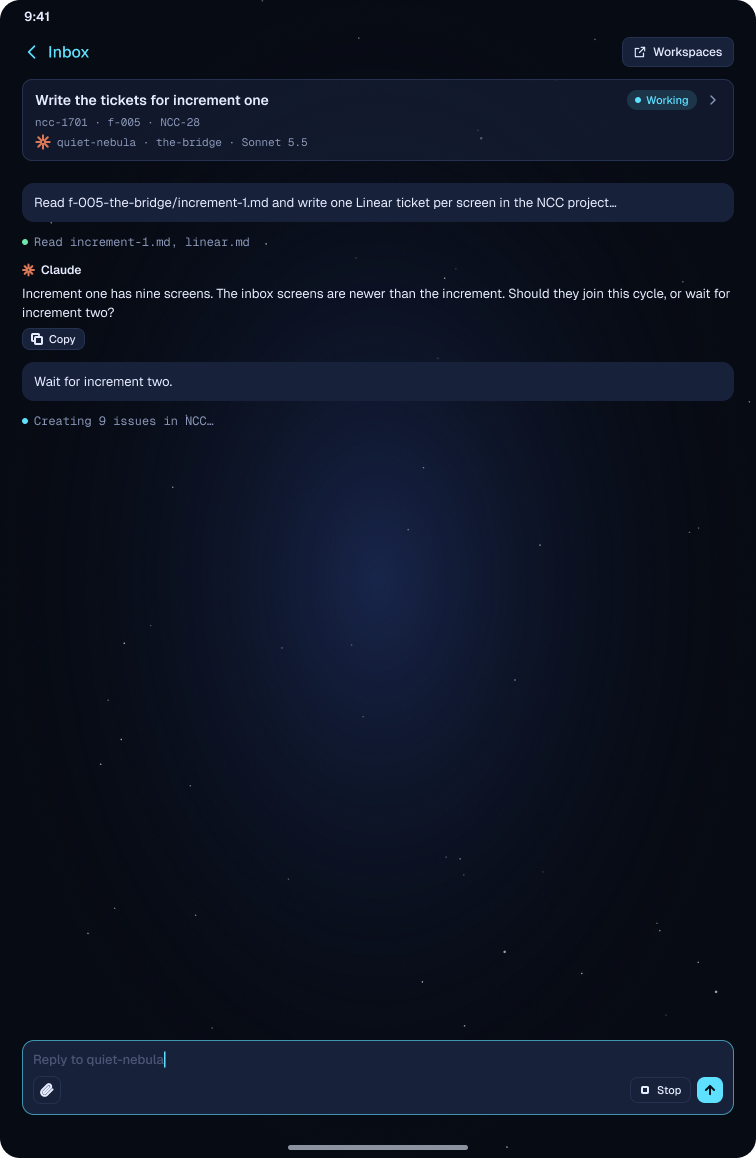 9:41
Inbox
Workspaces
Write the tickets for increment one
Working
ncc-1701 · f-005 · NCC-28
quiet-nebula · the-bridge · Sonnet 5.5
Read f-005-the-bridge/increment-1.md and write one Linear ticket per screen in the NCC project…
Read increment-1.md, linear.md
Claude
Increment one has nine screens. The inbox screens are newer than the increment. Should they join this cycle, or wait for
increment two?
Copy
Wait for increment two.
Creating 9 issues in NCC…
Reply to quiet-nebula
Stop